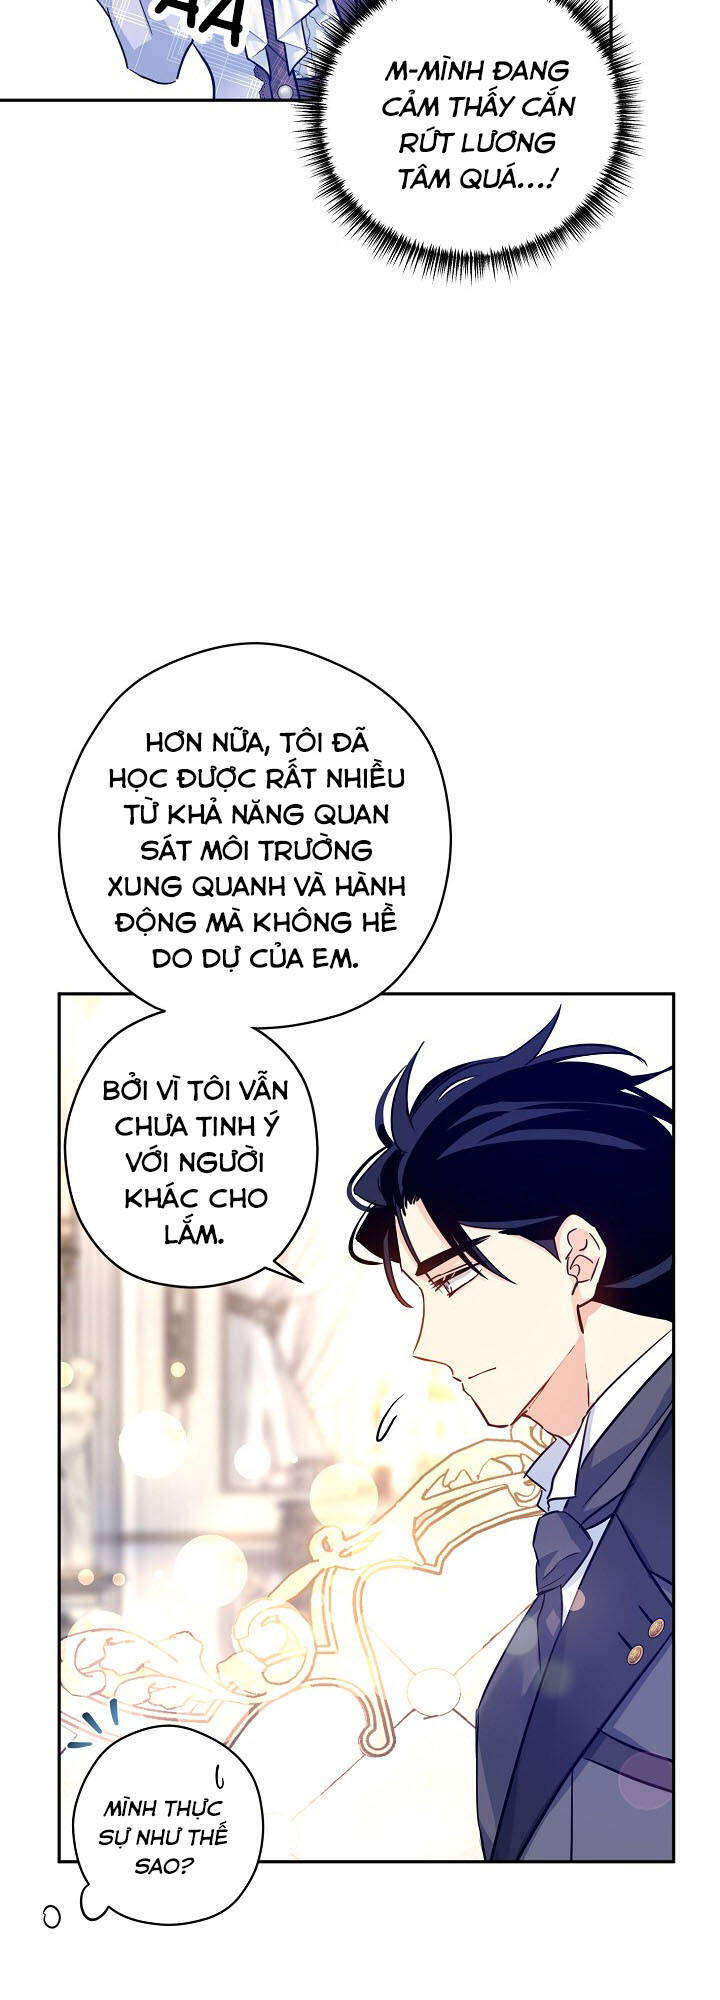 AA
M-MÌNH ĐANG
CẢM THẤY CẮN
RỨT LƯƠNG
TÂM QUÁ...!
HƠN NỮA, TÔI ĐÃ
HỌC ĐƯỢC RẤT NHIỀU
TỪ KHẢ NĂNG QUAN
SÁT MÔI TRƯỜNG
XUNG QUANH VÀ HÀNH
ĐỘNG MÀ KHÔNG HỀ
DO DỰ CỦA EM.
BỞI VÌ TÔI VẪN
CHƯA TINH Ý
VỚI NGƯỜI
KHÁC CHO
LẮM.
MÌNH THỰC
SỰ NHƯ THẾ
SAO?